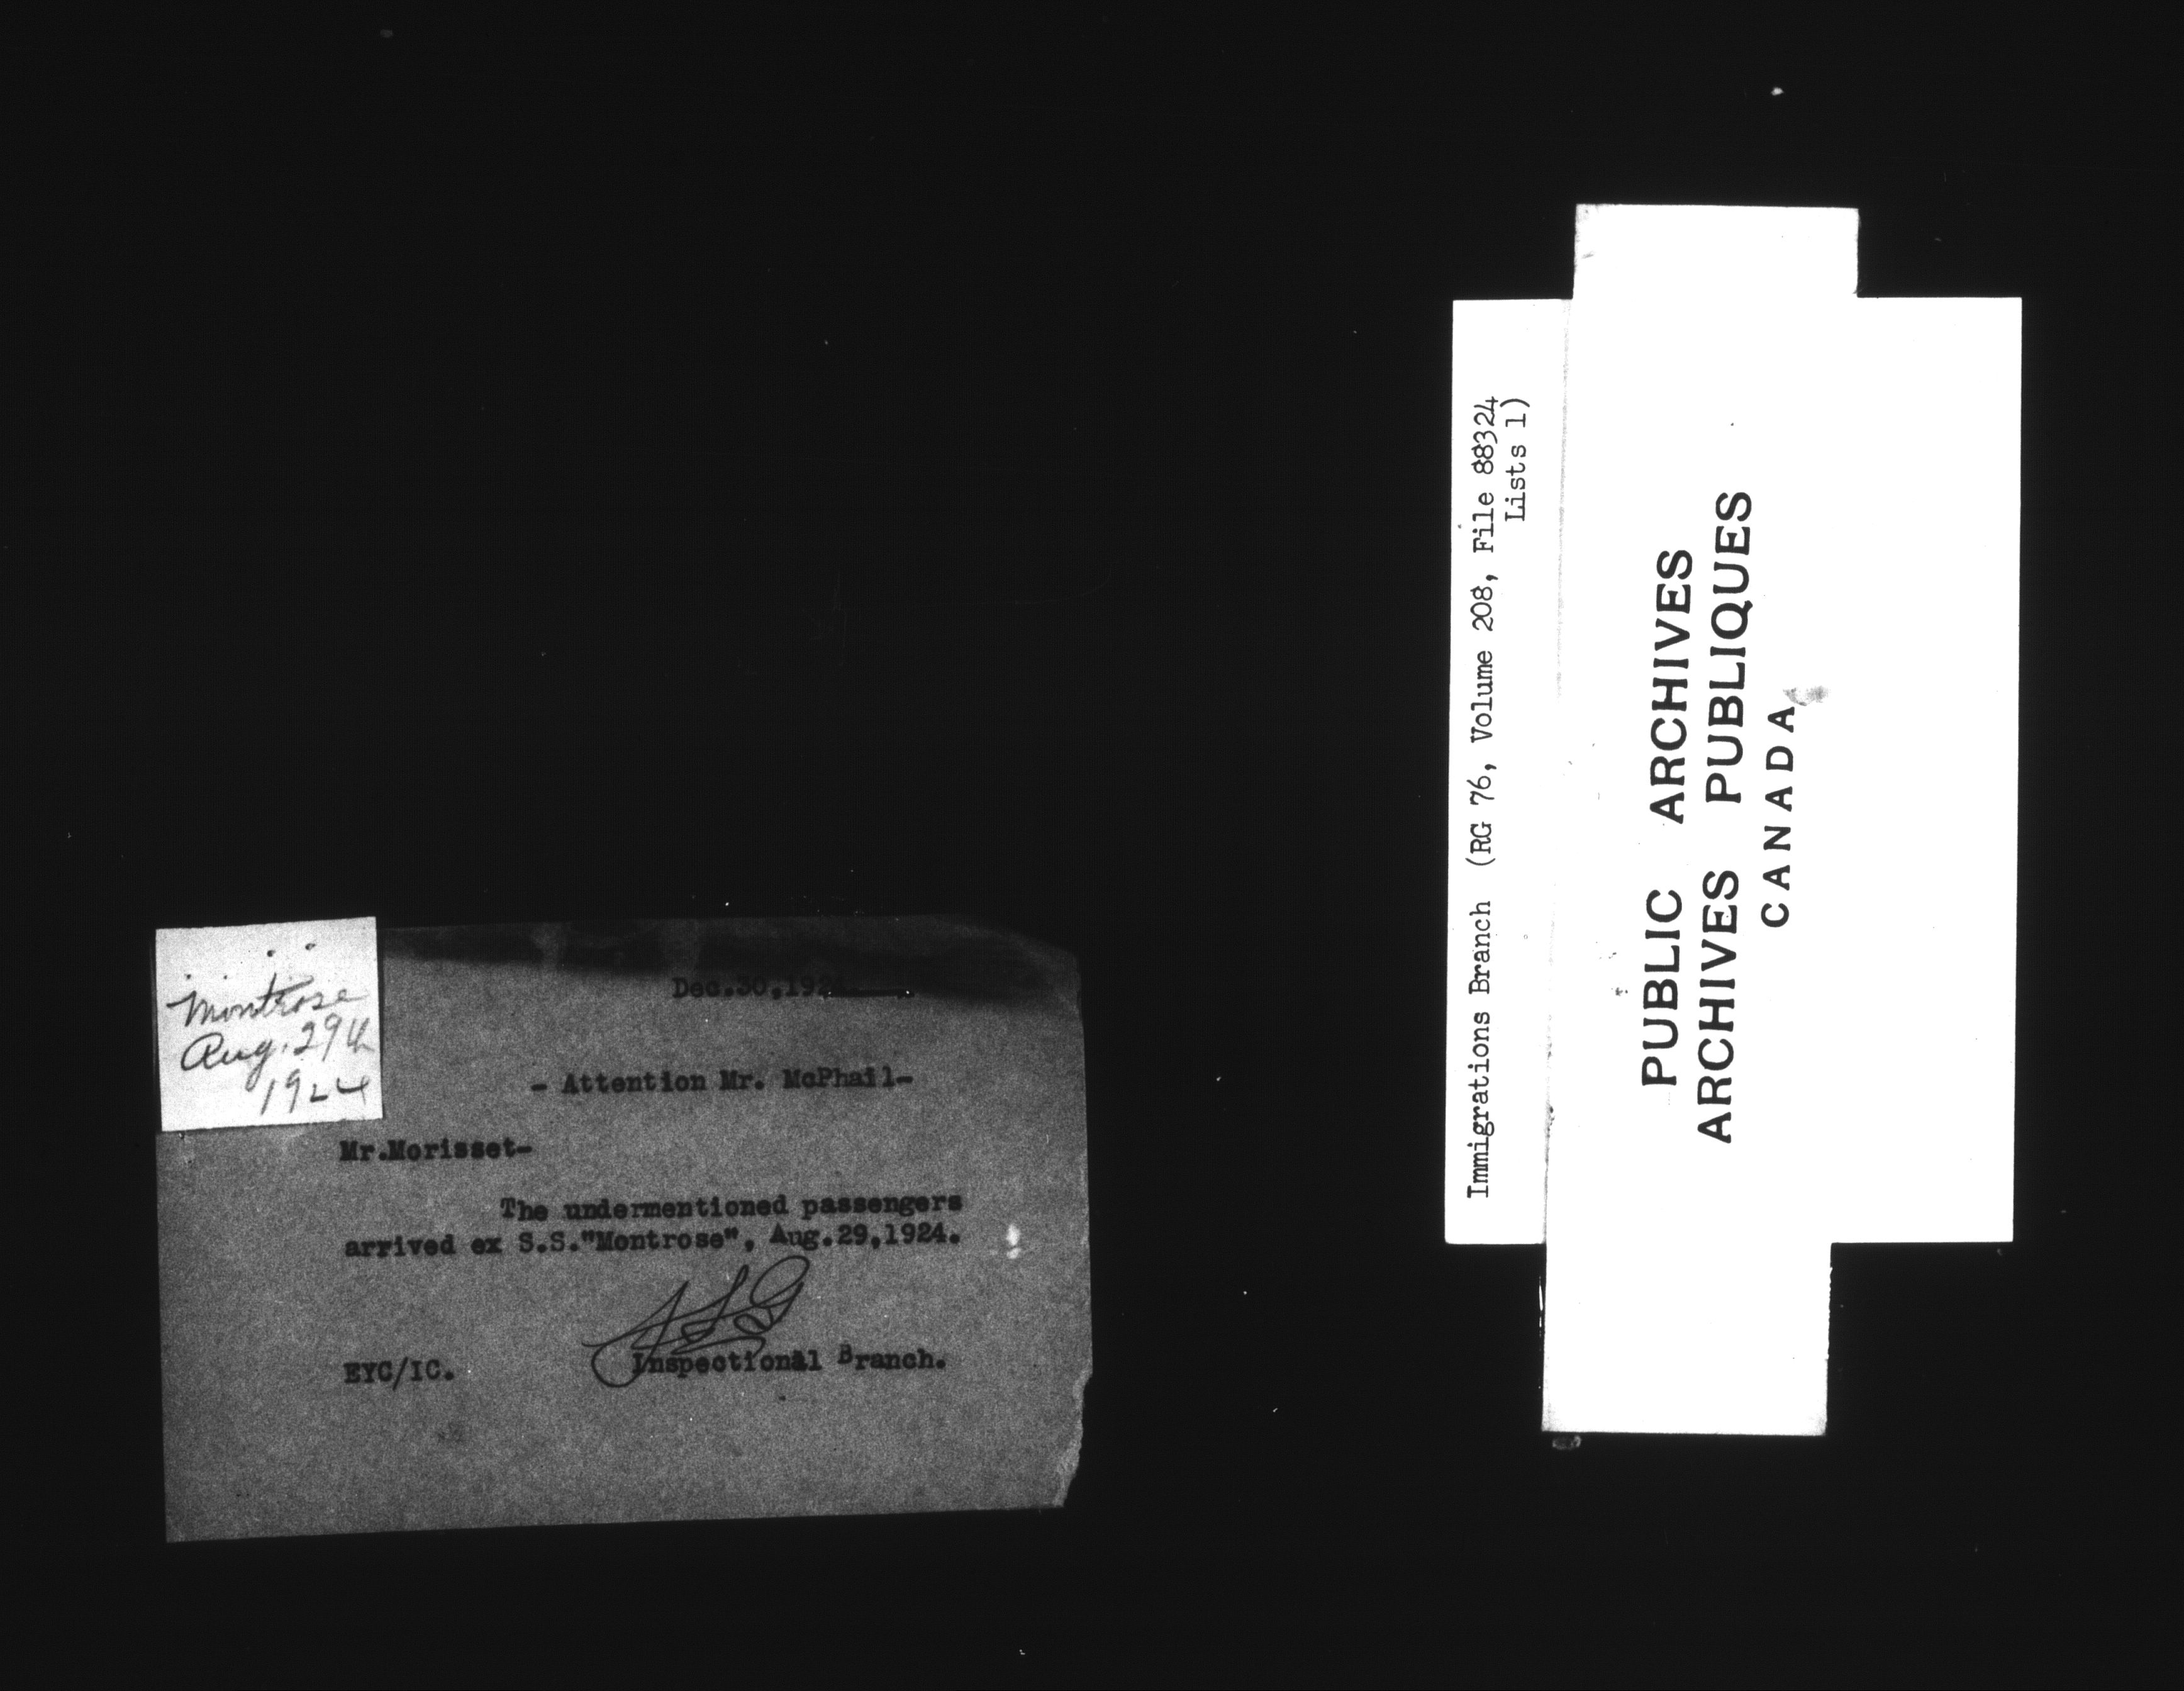 Montrose
Aug. 29th
1924
Dec.30,1924
- Attention Mr. McPhail-
Mr.Morisset-
The undermentioned passengers
arrived ex S.S."Montrose", Aug.29,1924.
Inspectional Branch.
EYC/IC.
Immigrations Branch (RG 76, Volume 208, File 88324
Lists 1)
PUBLIC ARCHIVES
ARCHIVES PUBLIQUES
CANADA